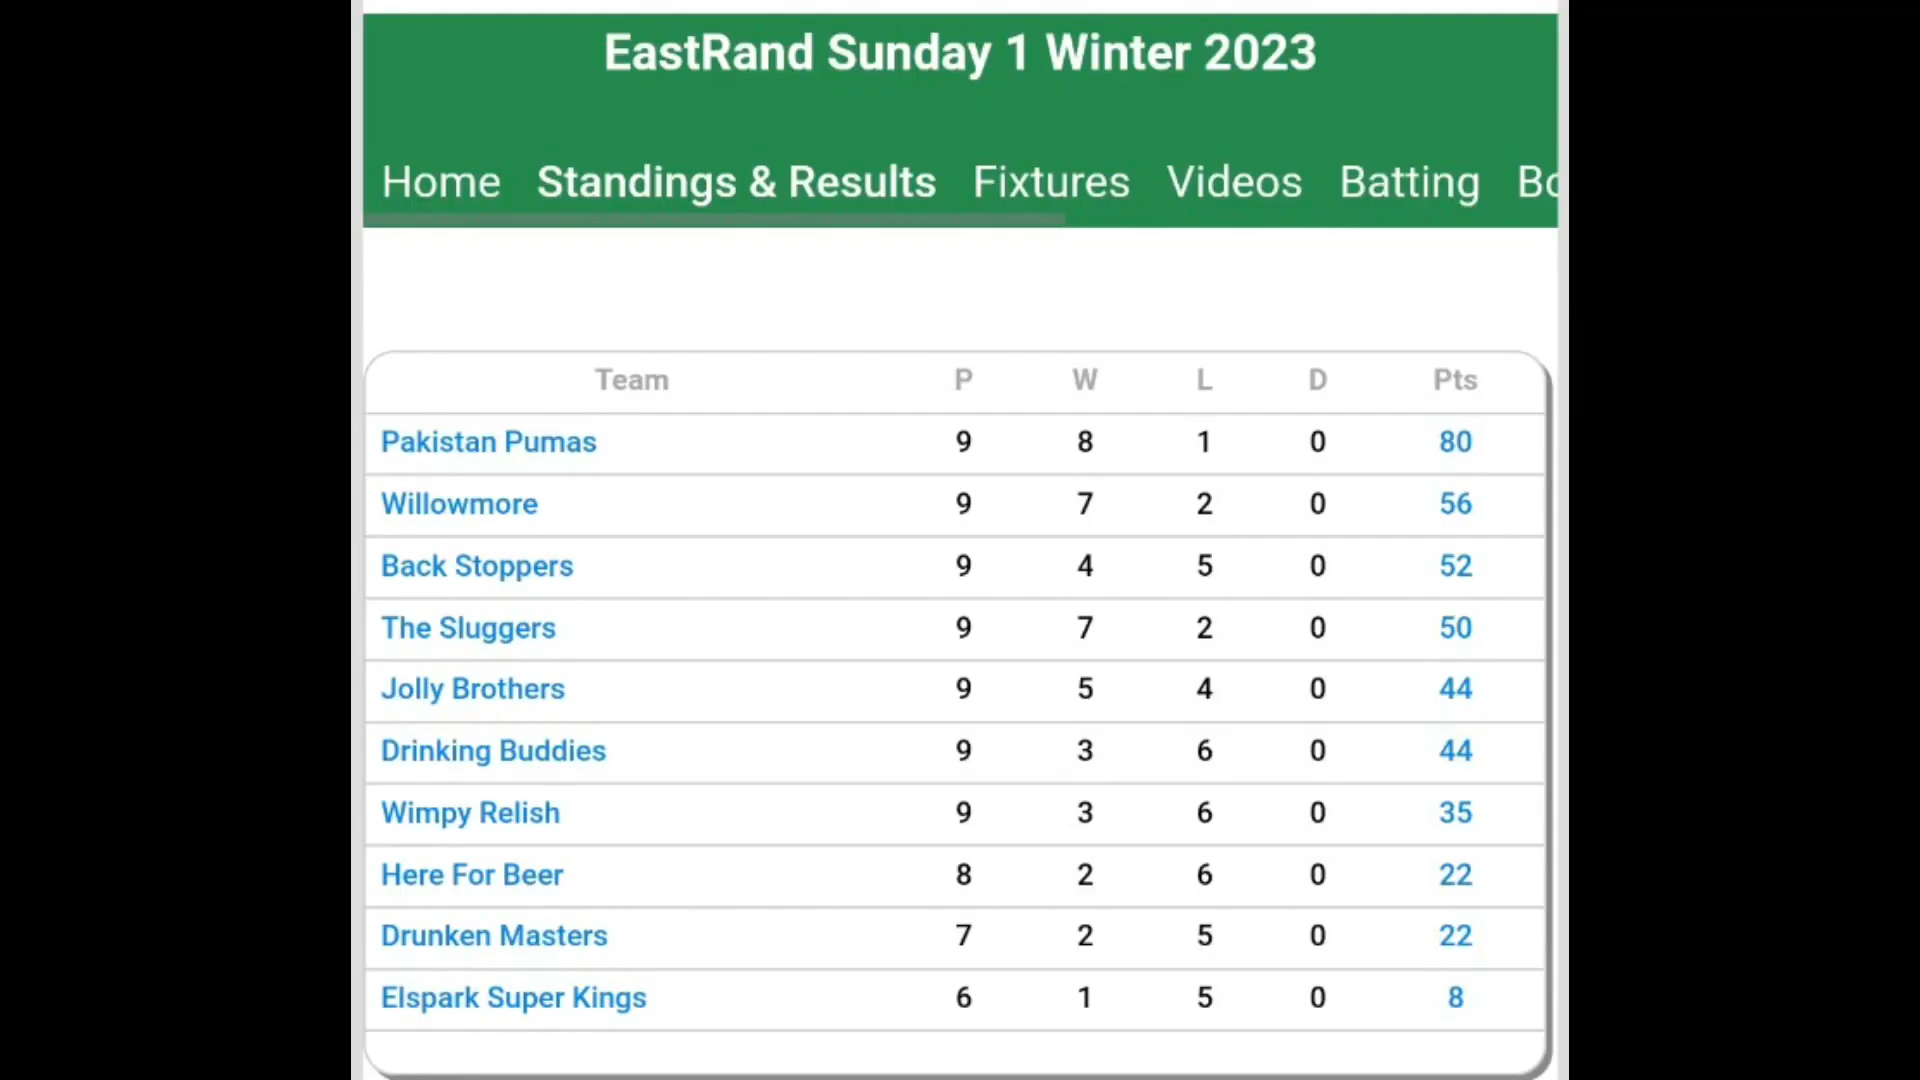 EastRand Sunday 1 Winter 2023
Home Standings & Results Fixtures Videos Batting Bo
Team P W L D Pts
Pakistan Pumas 9 8 1 0 80
Willowmore 9 7 2 0 56
Back Stoppers 9 4 5 0 52
The Sluggers 9 7 2 0 50
Jolly Brothers 9 5 4 0 44
Drinking Buddies 9 3 6 0 44
Wimpy Relish 9 3 6 0 35
Here For Beer 8 2 6 0 22
Drunken Masters 7 2 5 0 22
Elspark Super Kings 6 1 5 0 8